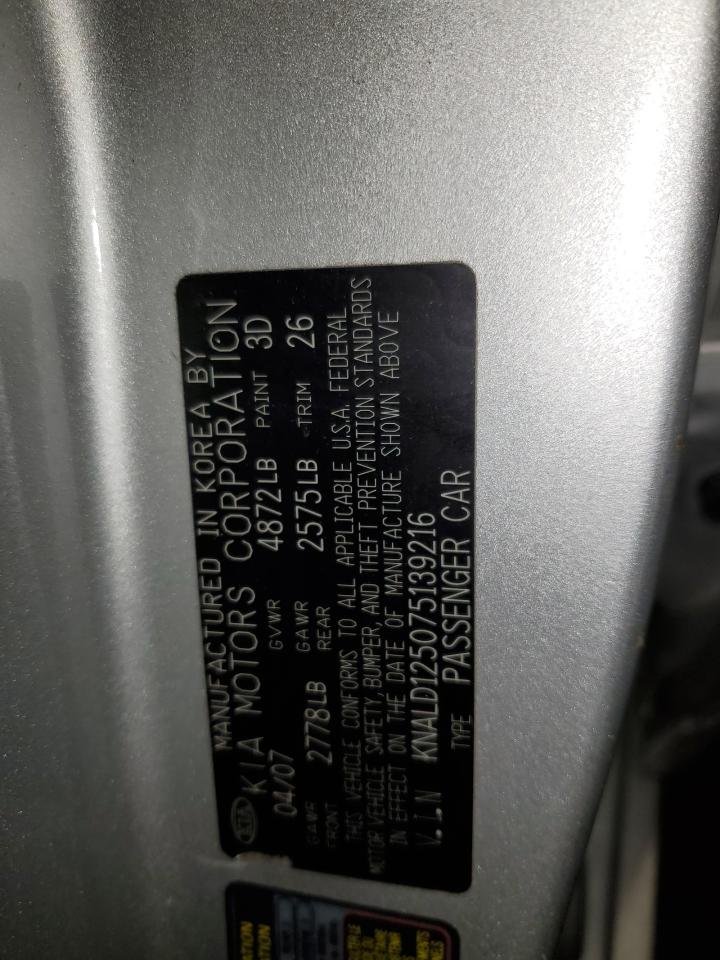 MANUFACTURED IN KOREA BY
KIA KIA MOTORS CORPORATION
04/07 GVWR 4872LB PAINT 3D
GAWR FRONT 2778LB GAWR REAR 2575LB TRIM 26
THIS VEHICLE CONFORMS TO ALL APPLICABLE U.S.A. FEDERAL
MOTOR VEHICLE SAFETY, BUMPER, AND THEFT PREVENTION STANDARDS
IN EFFECT ON THE DATE OF MANUFACTURE SHOWN ABOVE
V.I.N KNALD125075139216
TYPE PASSENGER CAR